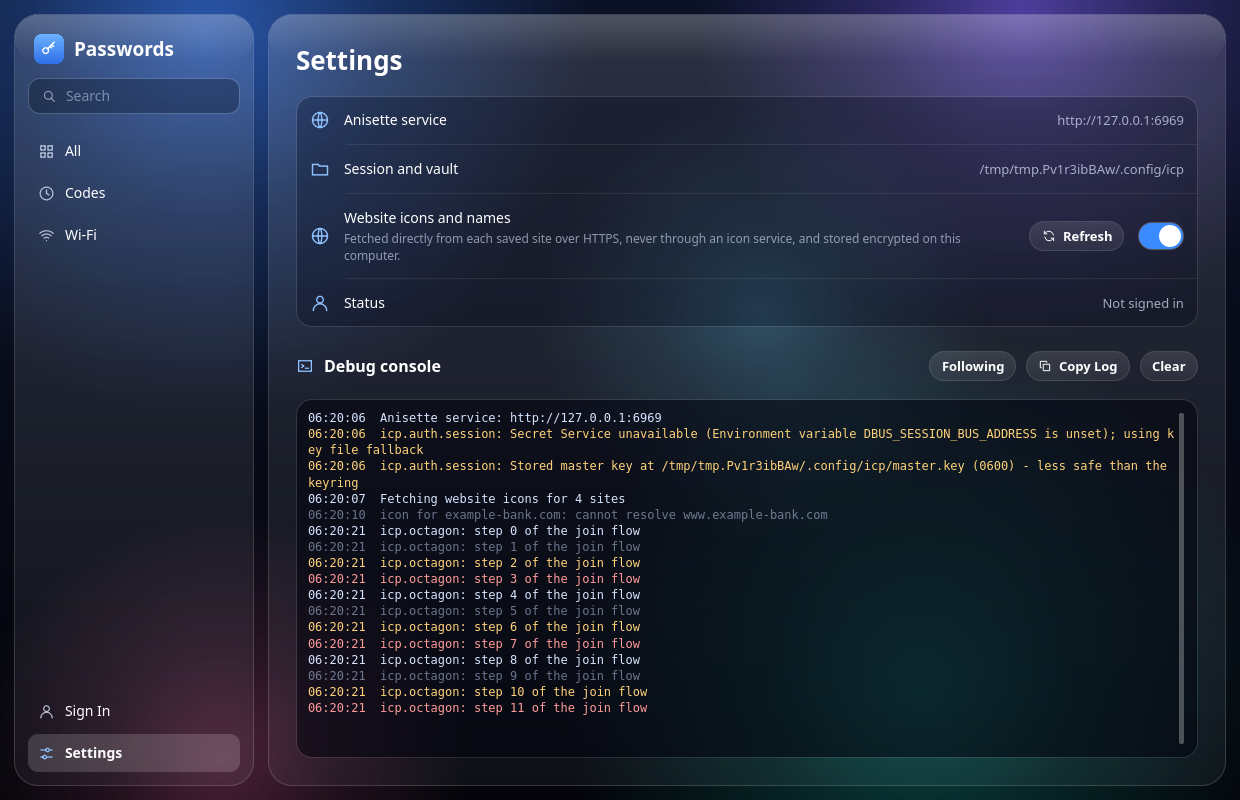 Passwords
Search
All
Codes
Wi-Fi
Sign In
Settings
Settings
Anisette service
http://127.0.0.1:6969
Session and vault
/tmp/tmp.Pv1r3ibBAw/.config/icp
Website icons and names
Fetched directly from each saved site over HTTPS, never through an icon service, and stored encrypted on this
computer.
Refresh
Status
Not signed in
Debug console
Following
Copy Log
Clear
06:20:06  Anisette service: http://127.0.0.1:6969
06:20:06  icp.auth.session: Secret Service unavailable (Environment variable DBUS_SESSION_BUS_ADDRESS is unset); using k
ey file fallback
06:20:06  icp.auth.session: Stored master key at /tmp/tmp.Pv1r3ibBAw/.config/icp/master.key (0600) - less safe than the
keyring
06:20:07  Fetching website icons for 4 sites
06:20:10  icon for example-bank.com: cannot resolve www.example-bank.com
06:20:21  icp.octagon: step 0 of the join flow
06:20:21  icp.octagon: step 1 of the join flow
06:20:21  icp.octagon: step 2 of the join flow
06:20:21  icp.octagon: step 3 of the join flow
06:20:21  icp.octagon: step 4 of the join flow
06:20:21  icp.octagon: step 5 of the join flow
06:20:21  icp.octagon: step 6 of the join flow
06:20:21  icp.octagon: step 7 of the join flow
06:20:21  icp.octagon: step 8 of the join flow
06:20:21  icp.octagon: step 9 of the join flow
06:20:21  icp.octagon: step 10 of the join flow
06:20:21  icp.octagon: step 11 of the join flow